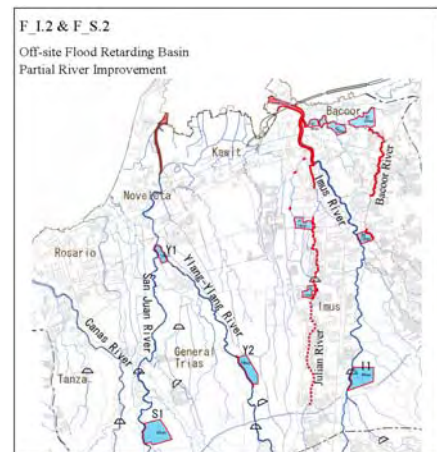 F_I.2 & F_S.2
Off-site Flood Retarding Basin
Partial River Improvement
Bacoor
Kawit
Imus River
Bacoor River
Noveleta
Rosario
Y1
San Juan River
Ylang-Ylang River
Imus
Canas River
General
Trias
Y2
Julian River
I1
Tanza
S1